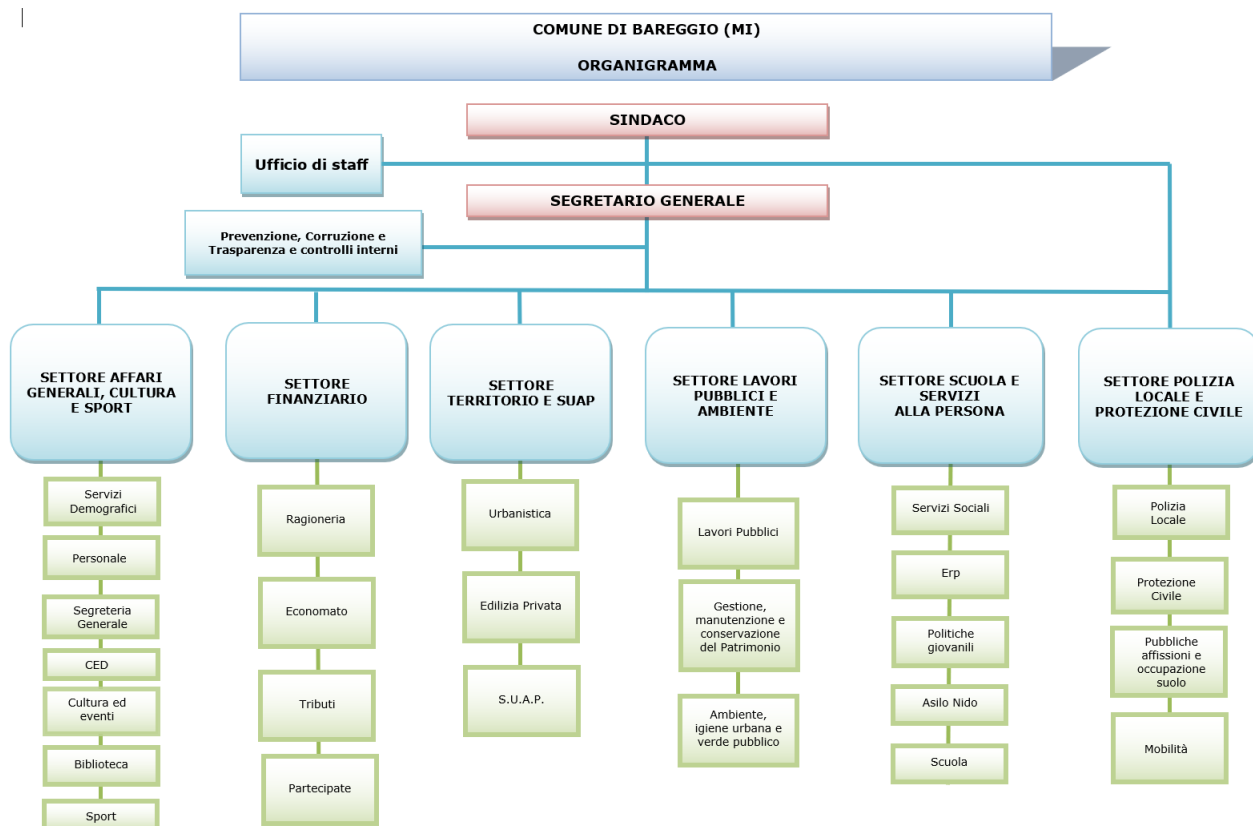 COMUNE DI BAREGGIO (MI)
ORGANIGRAMMA
SINDACO
Ufficio di staff
SEGRETARIO GENERALE
Prevenzione, Corruzione e
Trasparenza e controlli interni
SETTORE AFFARI
GENERALI, CULTURA
E SPORT
SETTORE
FINANZIARIO
SETTORE
TERRITORIO E SUAP
SETTORE LAVORI
PUBBLICI E
AMBIENTE
SETTORE SCUOLA E
SERVIZI
ALLA PERSONA
SETTORE POLIZIA
LOCALE E
PROTEZIONE CIVILE
Servizi
Demografici
Personale
Segreteria
Generale
CED
Cultura ed
eventi
Biblioteca
Sport
Ragioneria
Economato
Tributi
Partecipate
Urbanistica
Edilizia Privata
S.U.A.P.
Lavori Pubblici
Gestione,
manutenzione e
conservazione
del Patrimonio
Ambiente,
igiene urbana e
verde pubblico
Servizi Sociali
Erp
Politiche
giovanili
Asilo Nido
Scuola
Polizia
Locale
Protezione
Civile
Pubbliche
affissioni e
occupazione
suolo
Mobilità